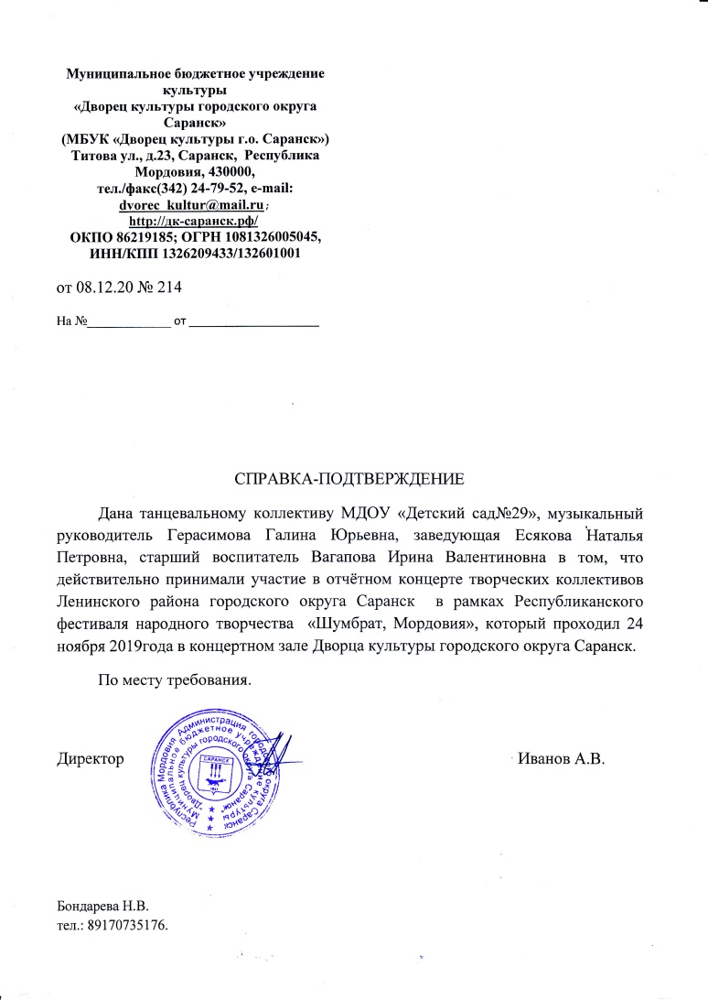 Муниципальное бюджетное учреждение
культуры
«Дворец культуры городского округа
Саранск»
(МБУК «Дворец культуры г.о. Саранск»)
Титова ул., д.23, Саранск,  Республика
Мордовия, 430000,
тел./факс(342) 24-79-52, e-mail:
dvorec_kultur@mail.ru;
http://дк-саранск.рф/
ОКПО 86219185; ОГРН 1081326005045,
ИНН/КПП 1326209433/132601001
от 08.12.20 № 214
На №_____________ от ____________________
СПРАВКА-ПОДТВЕРЖДЕНИЕ
Дана танцевальному коллективу МДОУ «Детский сад№29», музыкальный
руководитель Герасимова Галина Юрьевна, заведующая Есякова Наталья
Петровна, старший воспитатель Вагапова Ирина Валентиновна в том, что
действительно принимали участие в отчётном концерте творческих коллективов
Ленинского района городского округа Саранск  в рамках Республиканского
фестиваля народного творчества  «Шумбрат, Мордовия», который проходил 24
ноября 2019года в концертном зале Дворца культуры городского округа Саранск.
По месту требования.
Директор
Иванов А.В.
Республика Мордовия Администрация городского округа Саранск
Муниципальное бюджетное учреждение культуры
"Дворец культуры городского округа Саранск"
САРАНСК
Бондарева Н.В.
тел.: 89170735176.